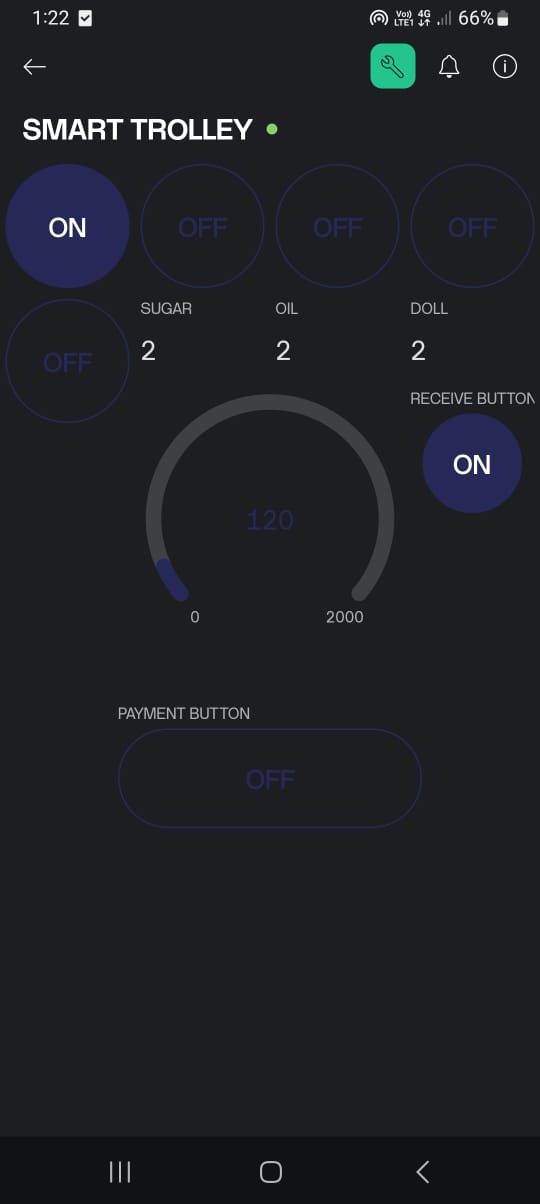 1:22
Vo)) 4G 66%
LTE1
SMART TROLLEY
ON OFF OFF OFF
SUGAR OIL DOLL
OFF 2 2 2
RECEIVE BUTTON
ON
120
0 2000
PAYMENT BUTTON
OFF